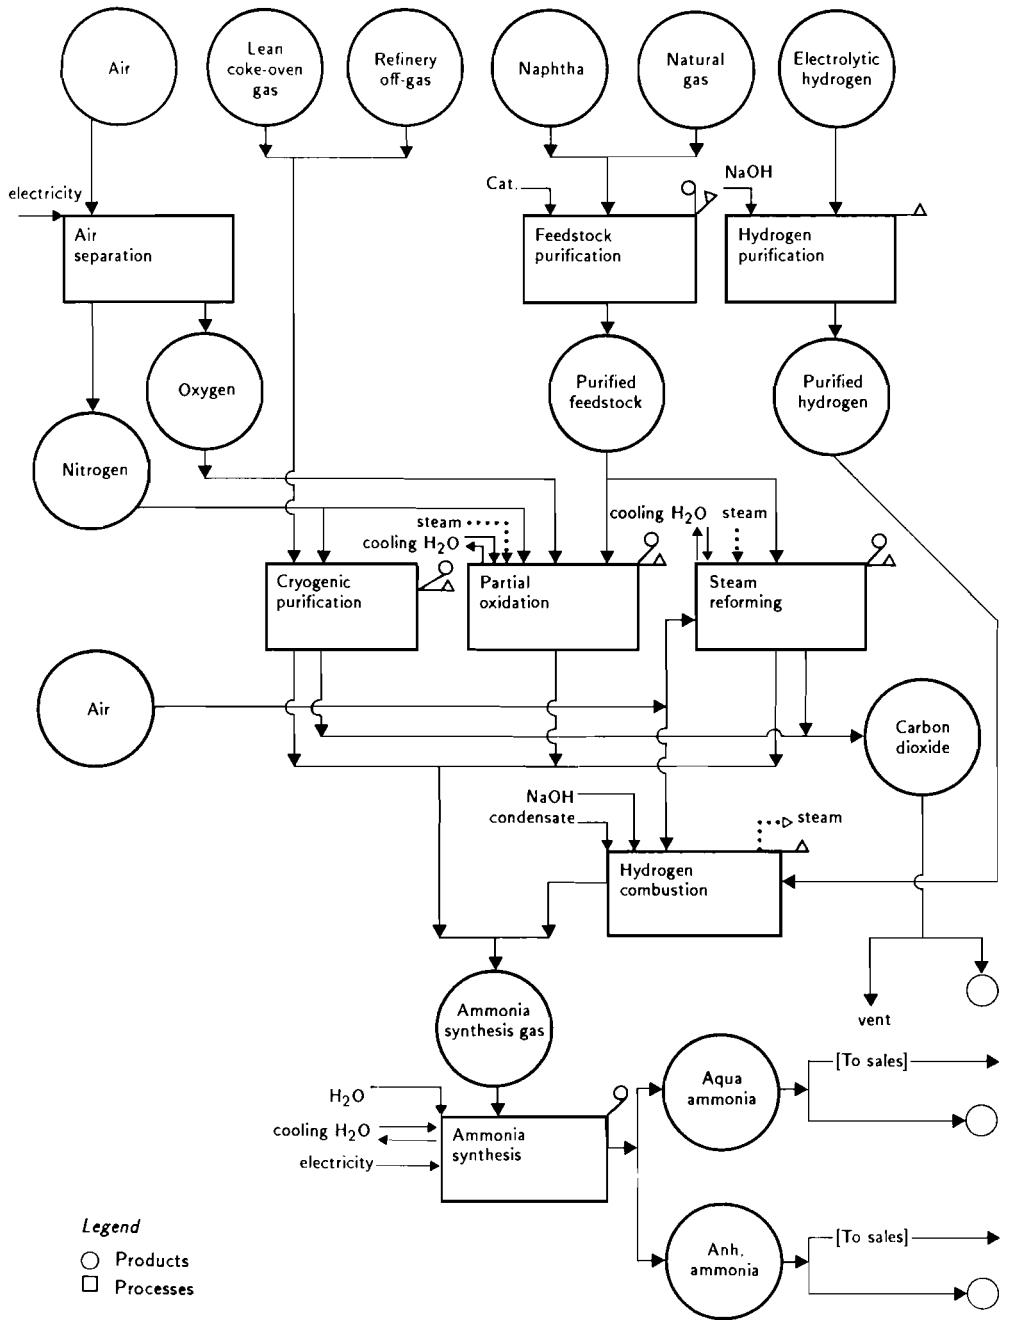 Air
Lean
coke-oven
gas
Refinery
off-gas
Naphtha
Natural
gas
Electrolytic
hydrogen
electricity
Cat.
NaOH
Air
separation
Feedstock
purification
Hydrogen
purification
Oxygen
Purified
feedstock
Purified
hydrogen
Nitrogen
steam
cooling H₂O
cooling H₂O
steam
Cryogenic
purification
Partial
oxidation
Steam
reforming
Air
Carbon
dioxide
NaOH
condensate
steam
Hydrogen
combustion
Ammonia
synthesis gas
vent
H₂O
cooling H₂O
electricity
Ammonia
synthesis
Aqua
ammonia
[To sales]
Anh.
ammonia
[To sales]
Legend
Products
Processes